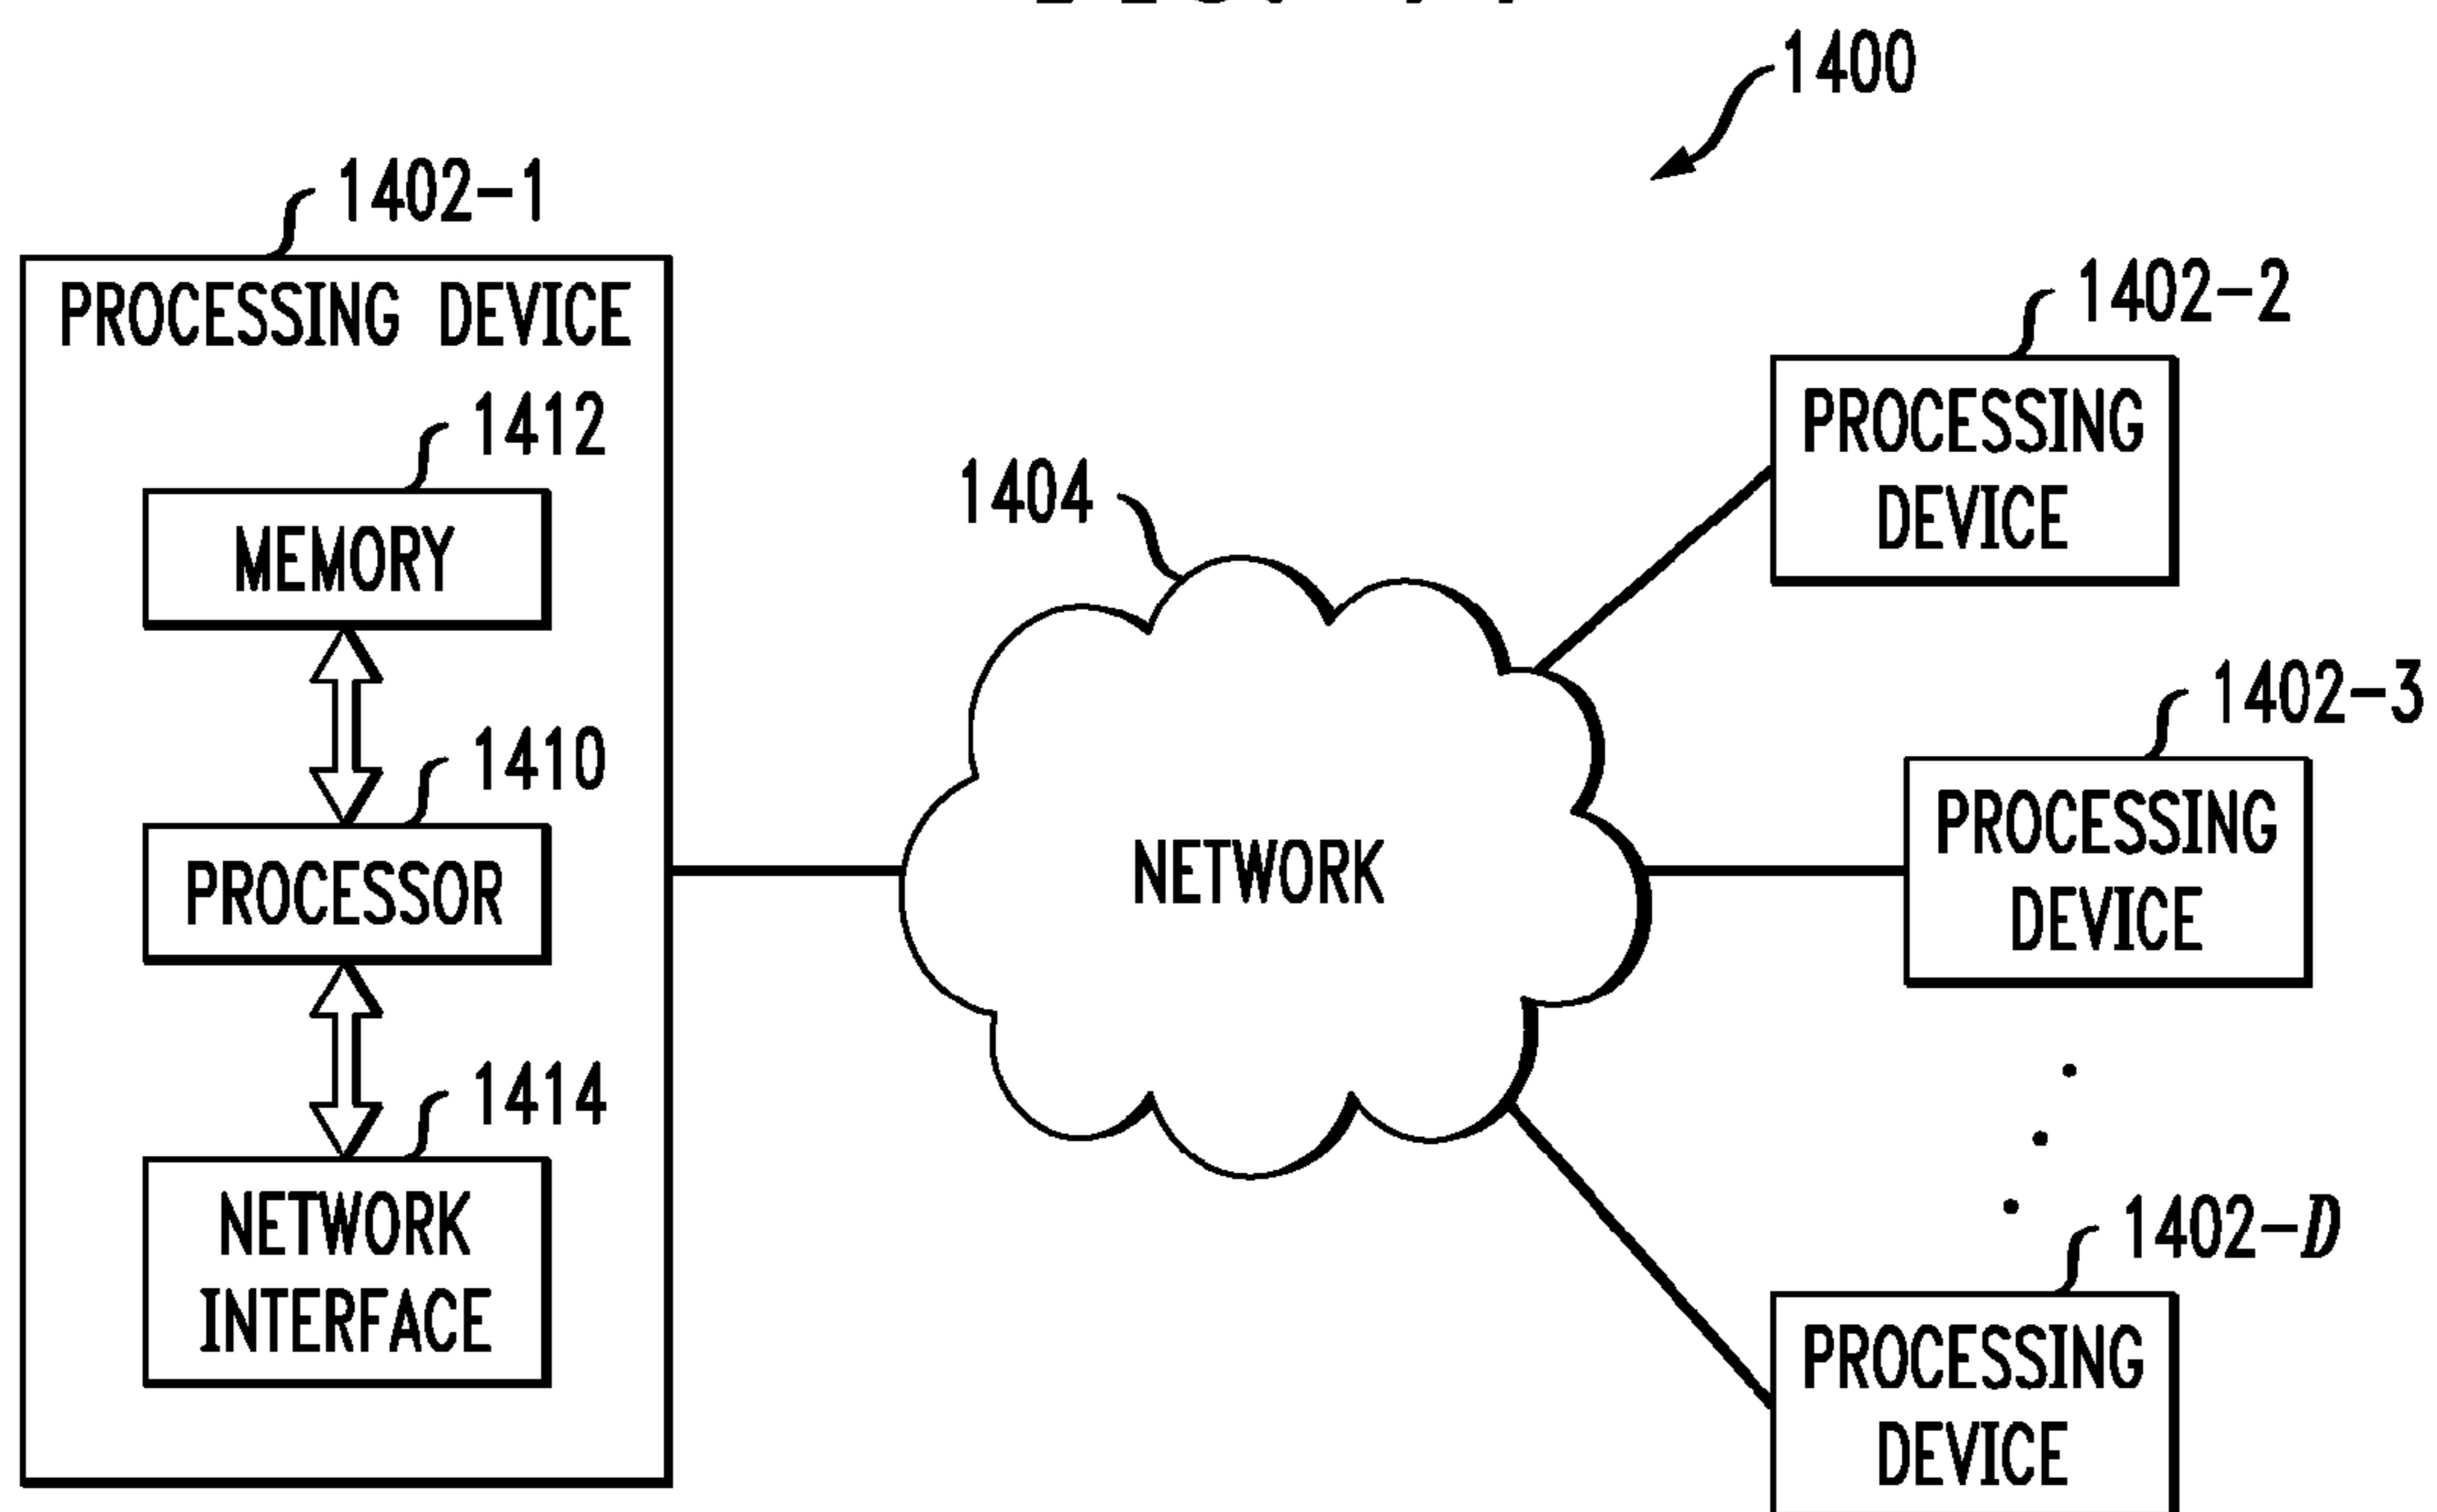 1400
1402-1
PROCESSING DEVICE
1412
MEMORY
1410
PROCESSOR
1414
NETWORK
INTERFACE
1404
NETWORK
1402-2
PROCESSING
DEVICE
1402-3
PROCESSING
DEVICE
1402-D
PROCESSING
DEVICE